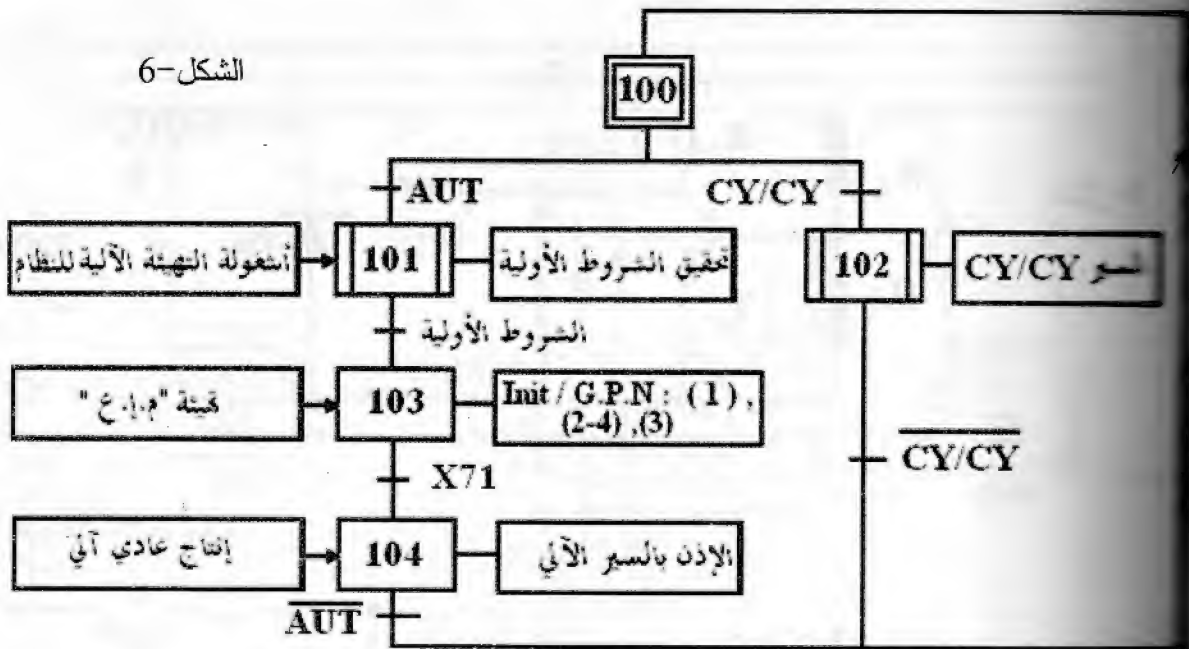 الشكل-6
100
AUT
CY/CY
أشغولة التهيئة الآلية للنظام
101
تحقيق الشروط الأولية
102
CY/CY
الشروط الأولية
تهيئة "م.إ.ع"
103
Init / G.P.N : (1) ,
(2-4) ,(3)
CY/CY
X71
إنتاج عادي آلي
104
الإذن بالسير الآلي
AUT